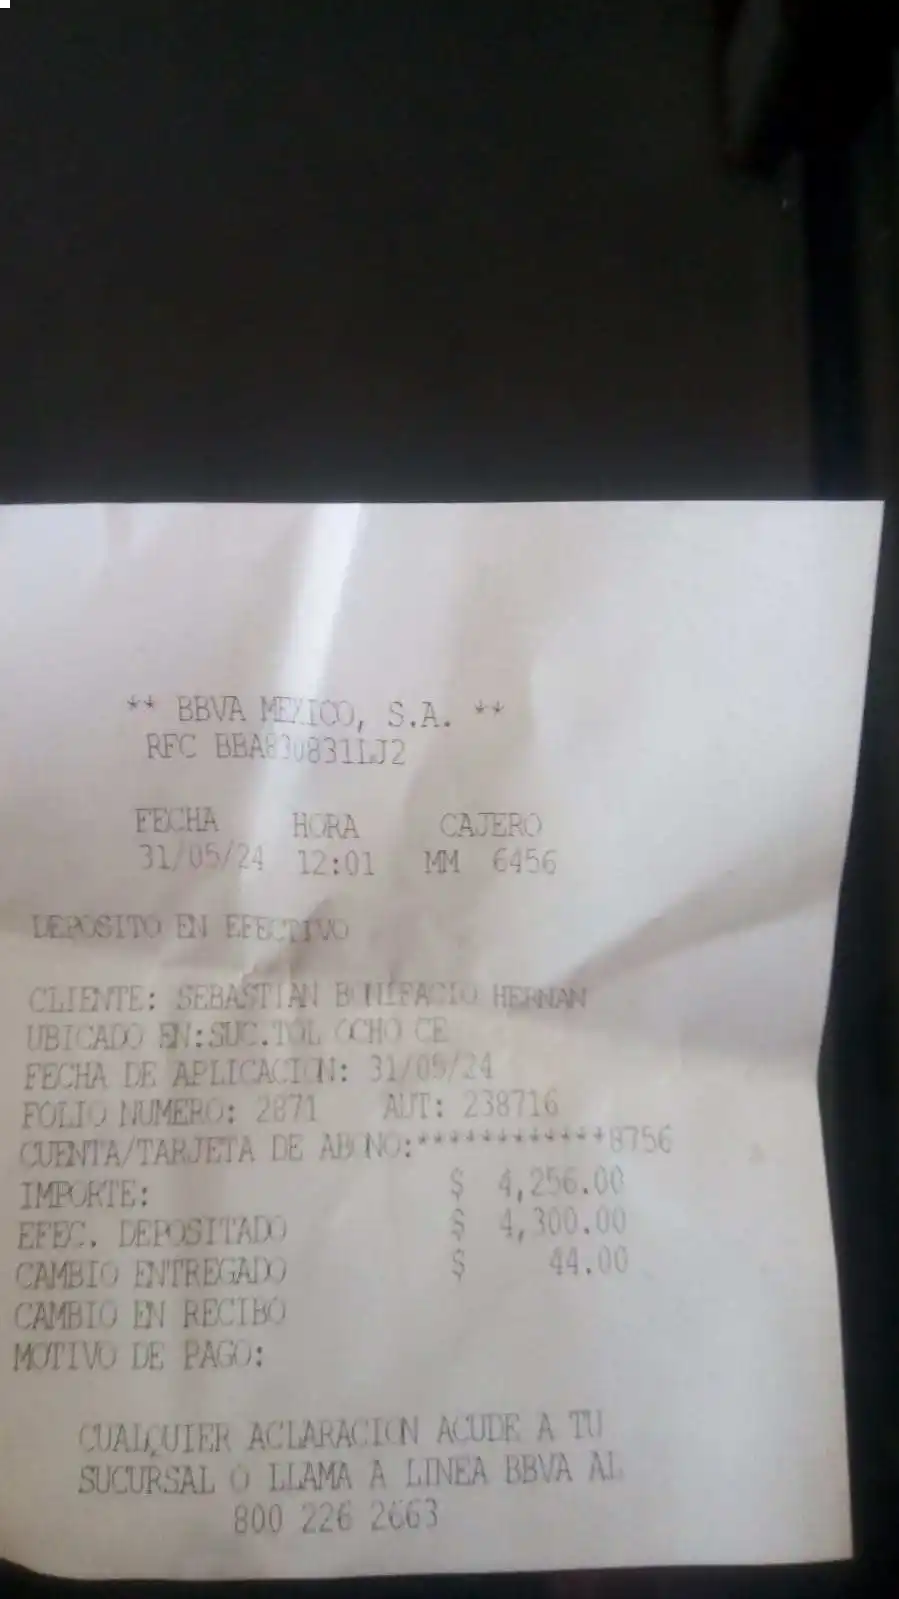 ** BBVA MEXICO, S.A. **
RFC BBA830831LJ2
FECHA HORA CAJERO
31/05/24 12:01 MM 6456
DEPOSITO EN EFECTIVO
CLIENTE: SEBASTIAN BONIFACIO HERNAN
UBICADO EN:SUC.TOL OCHO CE
FECHA DE APLICACION: 31/05/24
FOLIO NUMERO: 2871 AUT: 238716
CUENTA/TARJETA DE ABONO:************8756
IMPORTE: $ 4,256.00
EFEC. DEPOSITADO $ 4,300.00
CAMBIO ENTREGADO $ 44.00
CAMBIO EN RECIBO
MOTIVO DE PAGO:
CUALQUIER ACLARACION ACUDE A TU
SUCURSAL O LLAMA A LINEA BBVA AL
800 226 2663